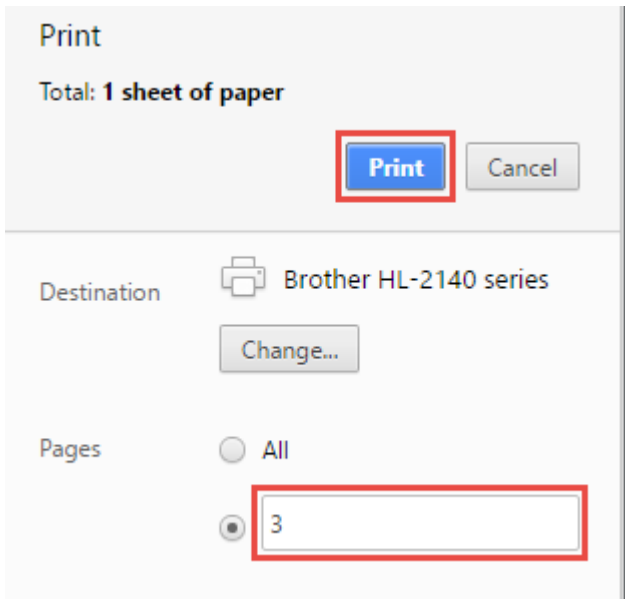 Print
Total: 1 sheet of paper
Print Cancel
Destination Brother HL-2140 series
Change...
Pages All
3